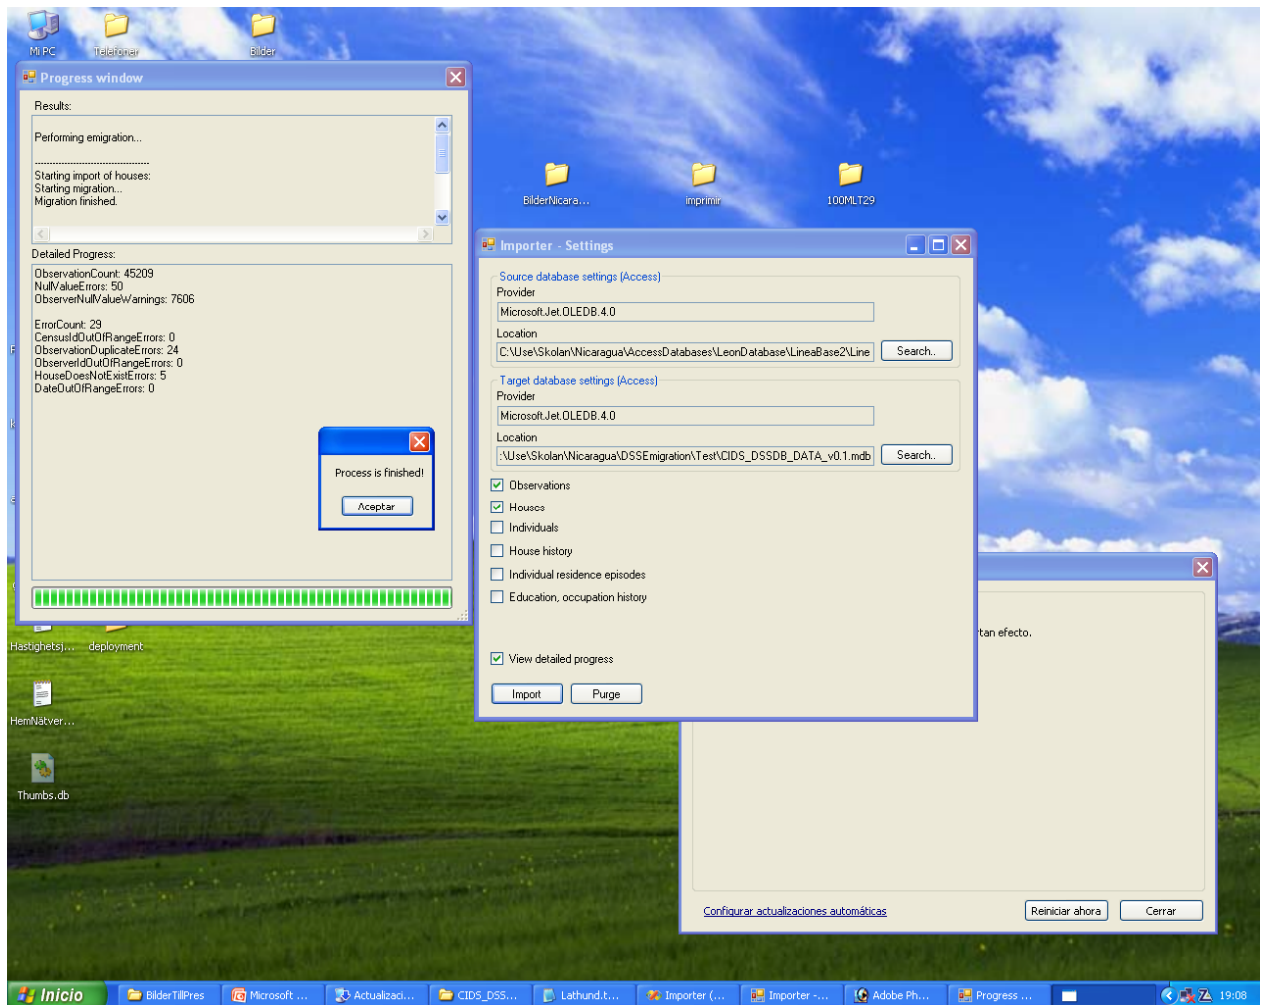 Mi PC
Telefoner
Bilder
Progress window
Results:
Performing emigration...
--------------------------------------
Starting import of houses:
Starting migration...
Migration finished.
Detailed Progress:
ObservationCount: 45209
NullValueErrors: 50
ObserverNullValueWarnings: 7606
ErrorCount: 29
CensusIdOutOfRangeErrors: 0
ObservationDuplicateErrors: 24
ObserverIdOutOfRangeErrors: 0
HouseDoesNotExistErrors: 5
DateOutOfRangeErrors: 0
Process is finished!
Aceptar
BilderNicara...
imprimir
100MLT29
Importer - Settings
Source database settings (Access)
Provider
Microsoft.Jet.OLEDB.4.0
Location
C:\Use\Skolan\Nicaragua\AccessDatabases\LeonDatabase\LineaBase2\Line
Search..
Target database settings (Access)
Provider
Microsoft.Jet.OLEDB.4.0
Location
:\Use\Skolan\Nicaragua\DSSEmigration\Test\CIDS_DSSDB_DATA_v0.1.mdb
Search..
Observations
Houses
Individuals
House history
Individual residence episodes
Education, occupation history
View detailed progress
Import
Purge
tan efecto.
Configurar actualizaciones automáticas
Reiniciar ahora
Cerrar
Hastighetsj...
deployment
HemNätver...
Thumbs.db
Inicio
BilderTillPres
Microsoft ...
Actualizaci...
CIDS_DSS...
Lathund.t...
Importer (...
Importer -...
Adobe Ph...
Progress ...
19:08